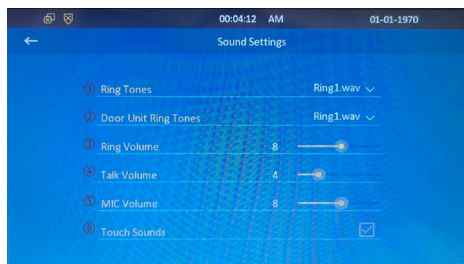 00:04:12 AM 01-01-1970
Sound Settings
① Ring Tones Ring1.wav
② Door Unit Ring Tones Ring1.wav
③ Ring Volume 8
④ Talk Volume 4
⑤ MIC Volume 8
⑥ Touch Sounds